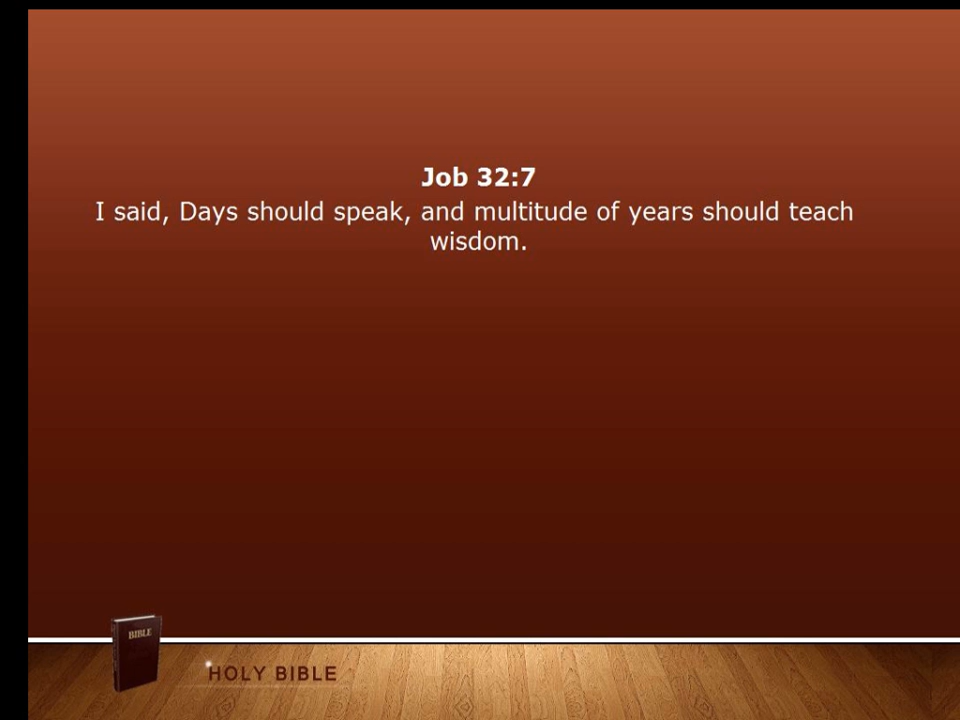 Job 32:7
I said, Days should speak, and multitude of years should teach
wisdom.
BIBLE
HOLY BIBLE